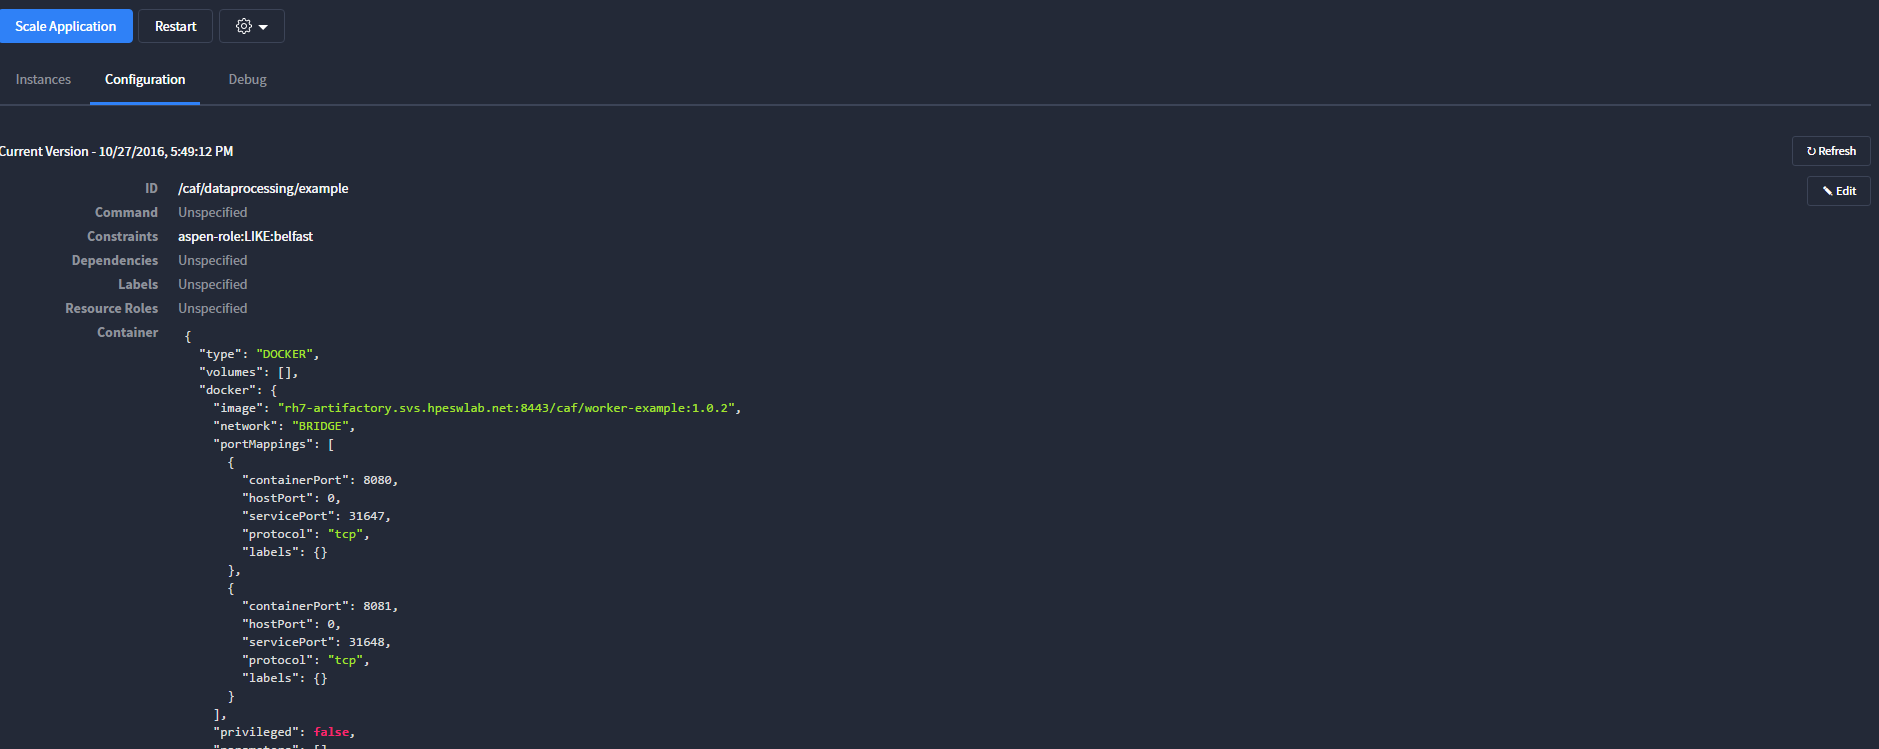 Scale Application Restart
Instances Configuration Debug
Current Version - 10/27/2016, 5:49:12 PM
Refresh
ID /caf/dataprocessing/example
Edit
Command Unspecified
Constraints aspen-role:LIKE:belfast
Dependencies Unspecified
Labels Unspecified
Resource Roles Unspecified
Container {
"type": "DOCKER",
"volumes": [],
"docker": {
"image": "rh7-artifactory.svs.hpeswlab.net:8443/caf/worker-example:1.0.2",
"network": "BRIDGE",
"portMappings": [
{
"containerPort": 8080,
"hostPort": 0,
"servicePort": 31647,
"protocol": "tcp",
"labels": {}
},
{
"containerPort": 8081,
"hostPort": 0,
"servicePort": 31648,
"protocol": "tcp",
"labels": {}
}
],
"privileged": false,